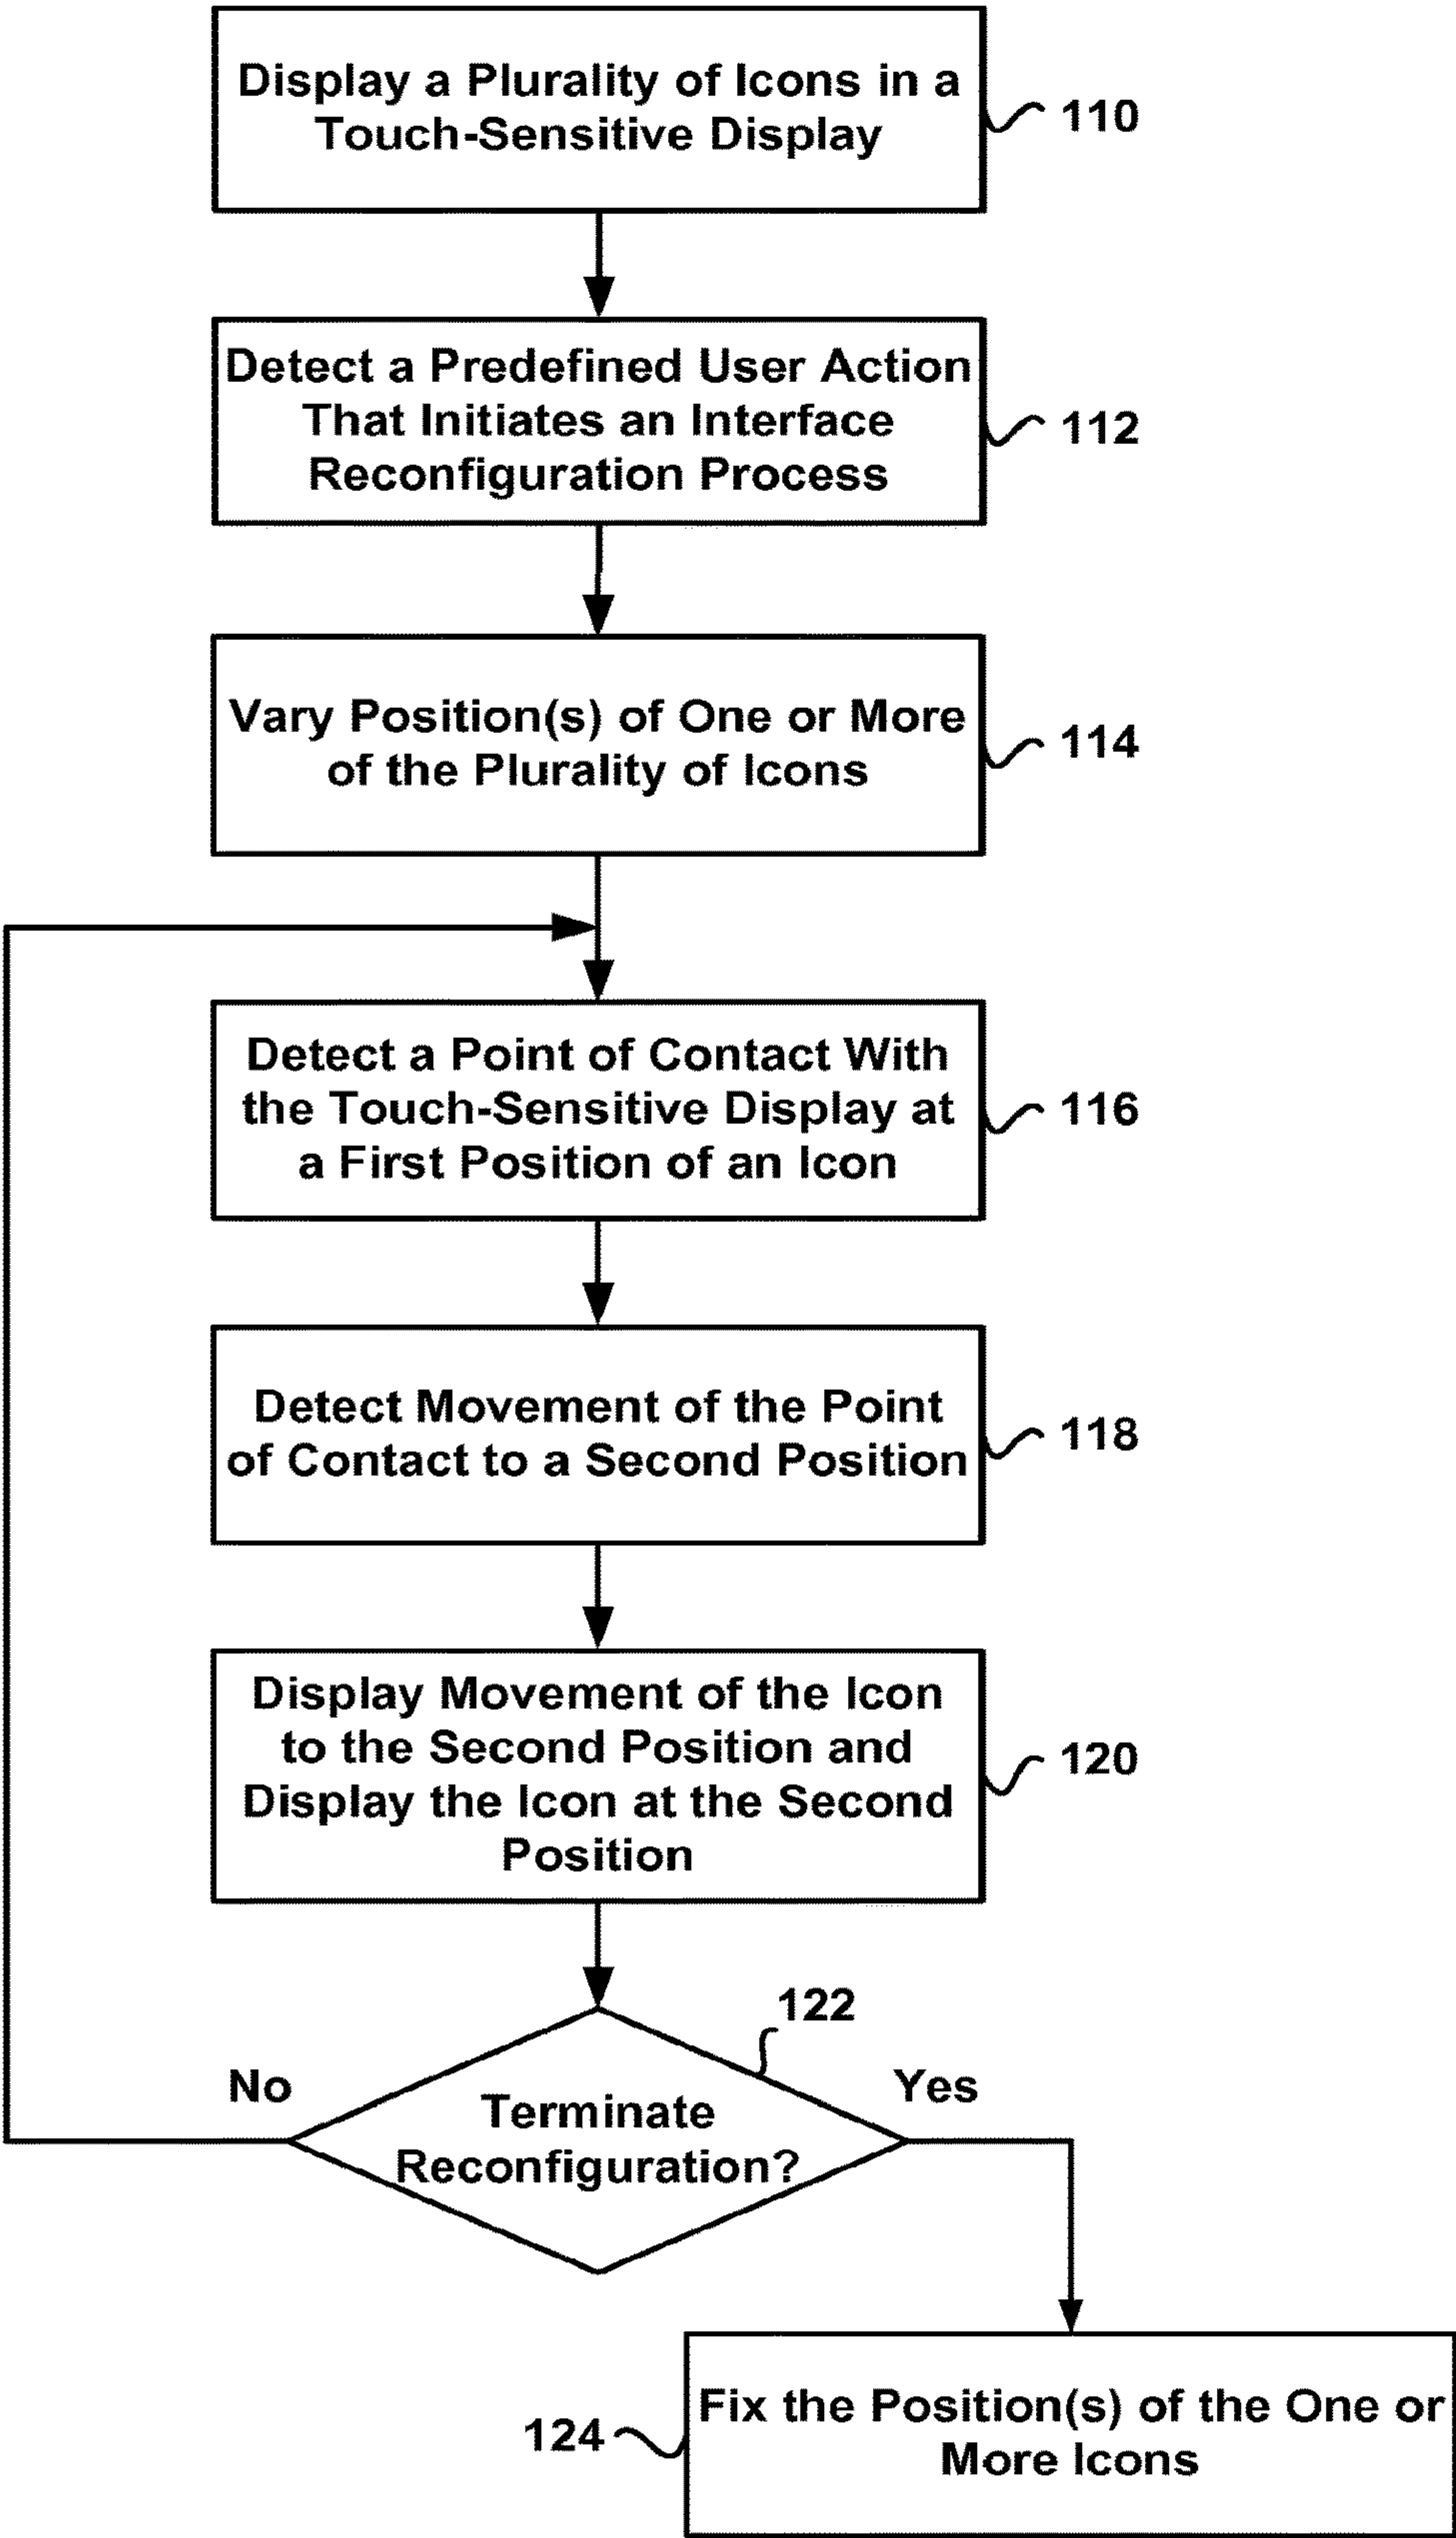 Display a Plurality of Icons in a
Touch-Sensitive Display
110
Detect a Predefined User Action
That Initiates an Interface
Reconfiguration Process
112
Vary Position(s) of One or More
of the Plurality of Icons
114
Detect a Point of Contact With
the Touch-Sensitive Display at
a First Position of an Icon
116
Detect Movement of the Point
of Contact to a Second Position
118
Display Movement of the Icon
to the Second Position and
Display the Icon at the Second
Position
120
122
No
Yes
Terminate
Reconfiguration?
Fix the Position(s) of the One or
More Icons
124